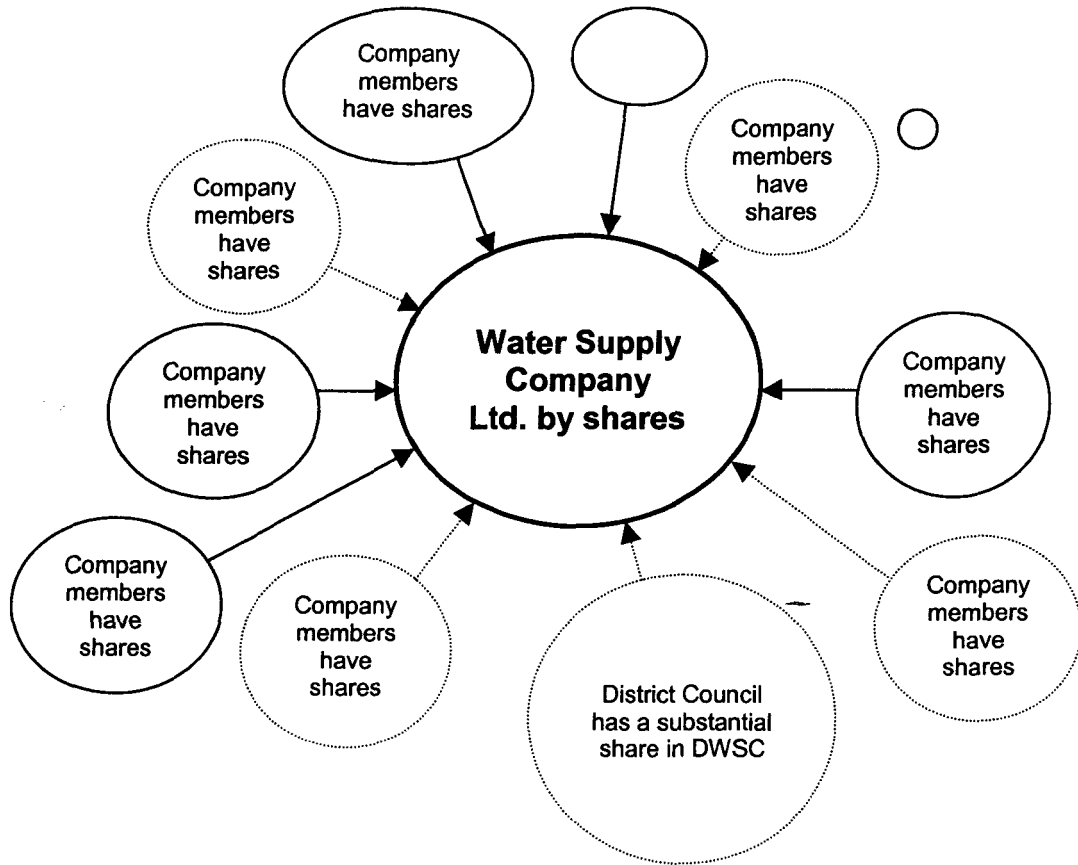 Company
members
have shares
Company
members
have
shares
Company
members
have
shares
Water Supply
Company
Ltd. by shares
Company
members
have
shares
Company
members
have
shares
Company
members
have
shares
Company
members
have
shares
Company
members
have
shares
District Council
has a substantial
share in DWSC